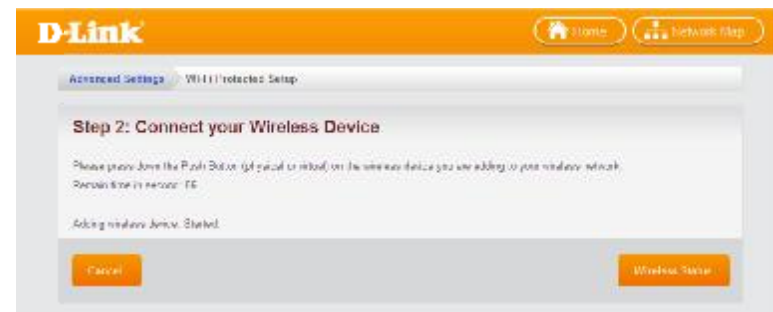 D-Link
Home
Network Map
Advanced Settings
Wi-Fi Protected Setup
Step 2: Connect your Wireless Device
Please press down the Push Button (physical or virtual) on the wireless device you are adding to your wireless network.
Remain time in second:
Adding wireless device: Started.
Cancel
Wireless Status